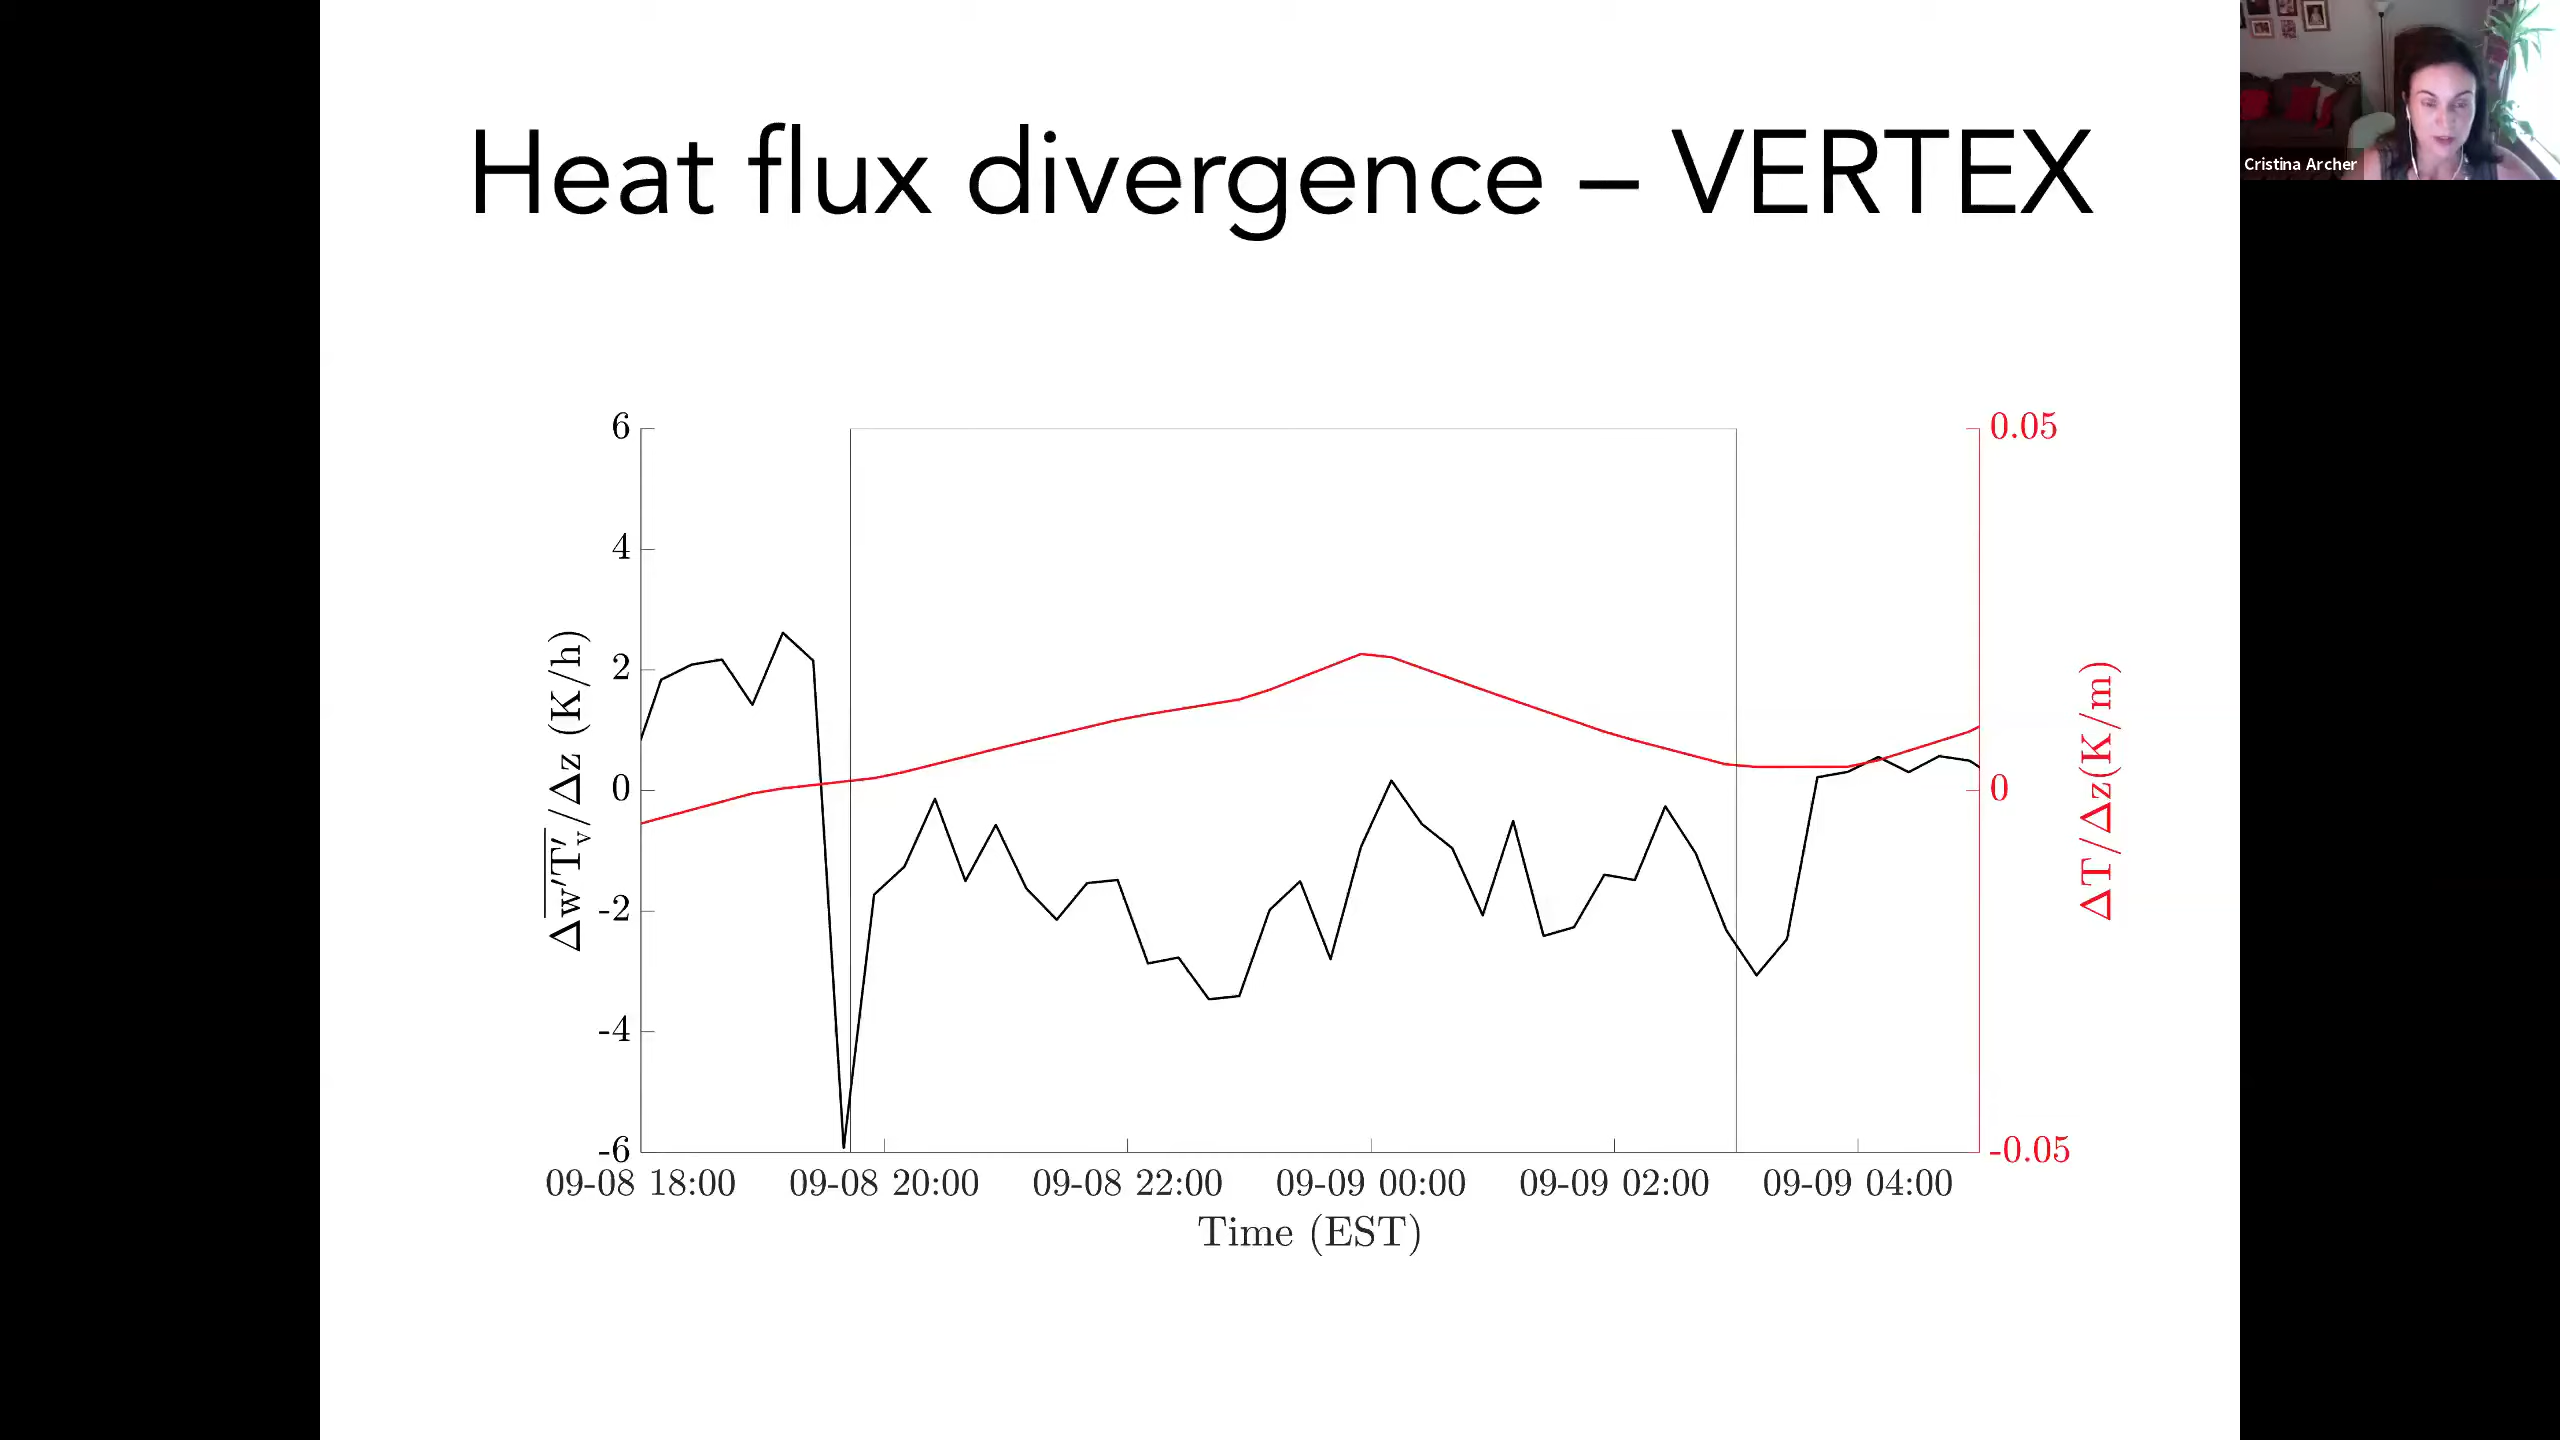 Heat flux divergence – VERTEX
Cristina Archer
6
4
2
0
-2
-4
-6
Δw'T'v/Δz (K/h)
0.05
0
-0.05
ΔT/Δz(K/m)
09-08 18:00 09-08 20:00 09-08 22:00 09-09 00:00 09-09 02:00 09-09 04:00
Time (EST)